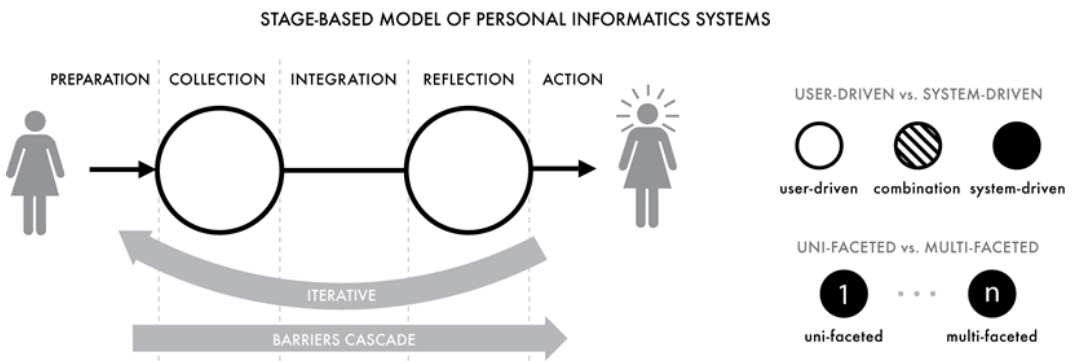 STAGE-BASED MODEL OF PERSONAL INFORMATICS SYSTEMS
PREPARATION COLLECTION INTEGRATION REFLECTION ACTION
ITERATIVE
BARRIERS CASCADE
USER-DRIVEN vs. SYSTEM-DRIVEN
user-driven combination system-driven
UNI-FACETED vs. MULTI-FACETED
1 ... n
uni-faceted multi-faceted